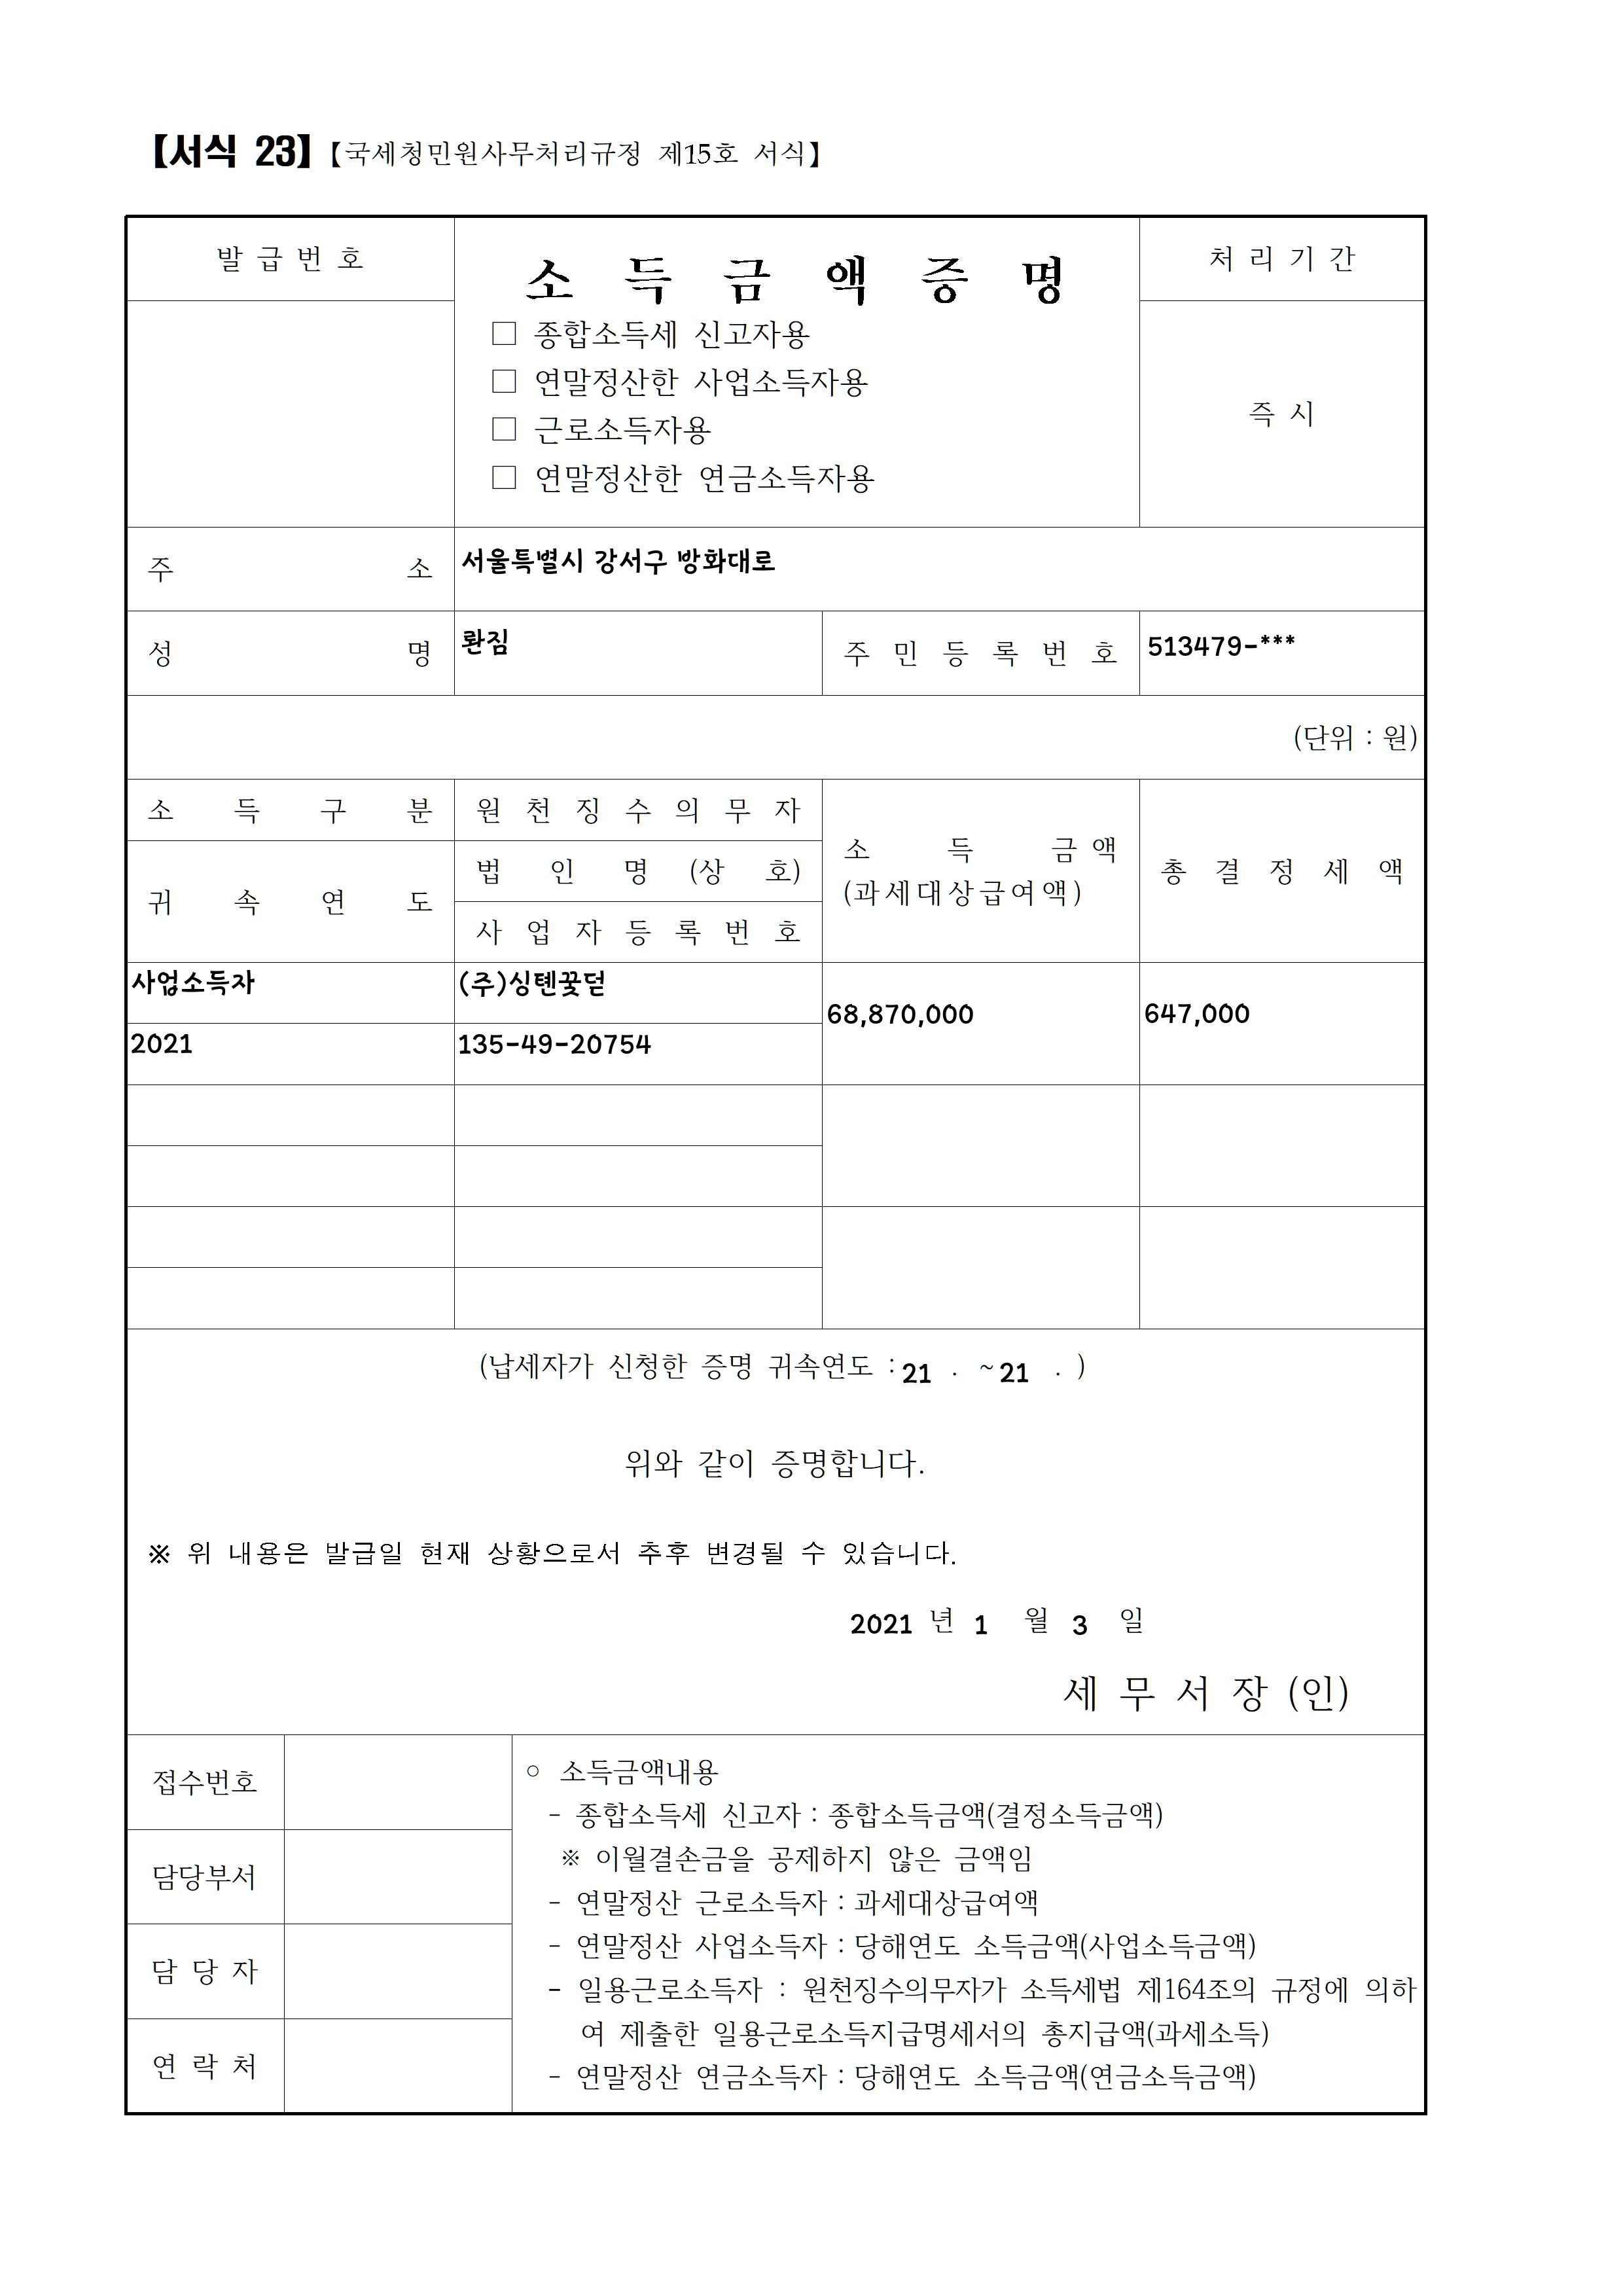 【서식 23】【국세청민원사무처리규정 제15호 서식】
발 급 번 호
소 득 금 액 증 명
처 리 기 간
□ 종합소득세 신고자용
□ 연말정산한 사업소득자용
□ 근로소득자용
□ 연말정산한 연금소득자용
즉 시
주 소 서울특별시 강서구 방화대로
성 명 롼짐 주 민 등 록 번 호 513479-***
(단위 : 원)
소 득 구 분 원 천 징 수 의 무 자
귀 속 연 도 법 인 명 (상 호)
사 업 자 등 록 번 호
소 득 금 액
(과세대상급여액)
총 결 정 세 액
사업소득자 (주)싱톈꿏덛
68,870,000 647,000
2021 135-49-20754
(납세자가 신청한 증명 귀속연도 : 21 . ~ 21 . )
위와 같이 증명합니다.
※ 위 내용은 발급일 현재 상황으로서 추후 변경될 수 있습니다.
2021 년 1 월 3 일
세 무 서 장 (인)
접수번호
담당부서
담 당 자
연 락 처
○ 소득금액내용
- 종합소득세 신고자 : 종합소득금액(결정소득금액)
※ 이월결손금을 공제하지 않은 금액임
- 연말정산 근로소득자 : 과세대상급여액
- 연말정산 사업소득자 : 당해연도 소득금액(사업소득금액)
- 일용근로소득자 : 원천징수의무자가 소득세법 제164조의 규정에 의하
여 제출한 일용근로소득지급명세서의 총지급액(과세소득)
- 연말정산 연금소득자 : 당해연도 소득금액(연금소득금액)